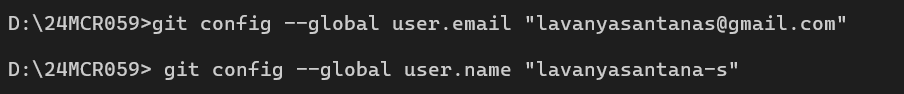 D:\24MCR059>git config --global user.email "lavanyasantanas@gmail.com"
D:\24MCR059> git config --global user.name "lavanyasantana-s"